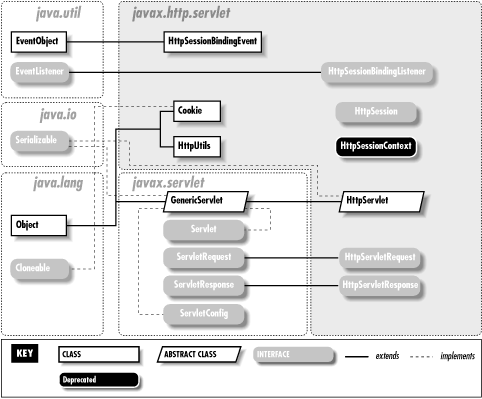 java.util
javax.http.servlet
EventObject
HttpSessionBindingEvent
EventListener
HttpSessionBindingListener
java.io
Cookie
HttpSession
Serializable
HttpUtils
HttpSessionContext
java.lang
javax.servlet
GenericServlet
HttpServlet
Object
Servlet
ServletRequest
HttpServletRequest
Cloneable
ServletResponse
HttpServletResponse
ServletConfig
KEY
CLASS
ABSTRACT CLASS
INTERFACE
extends
implements
Deprecated